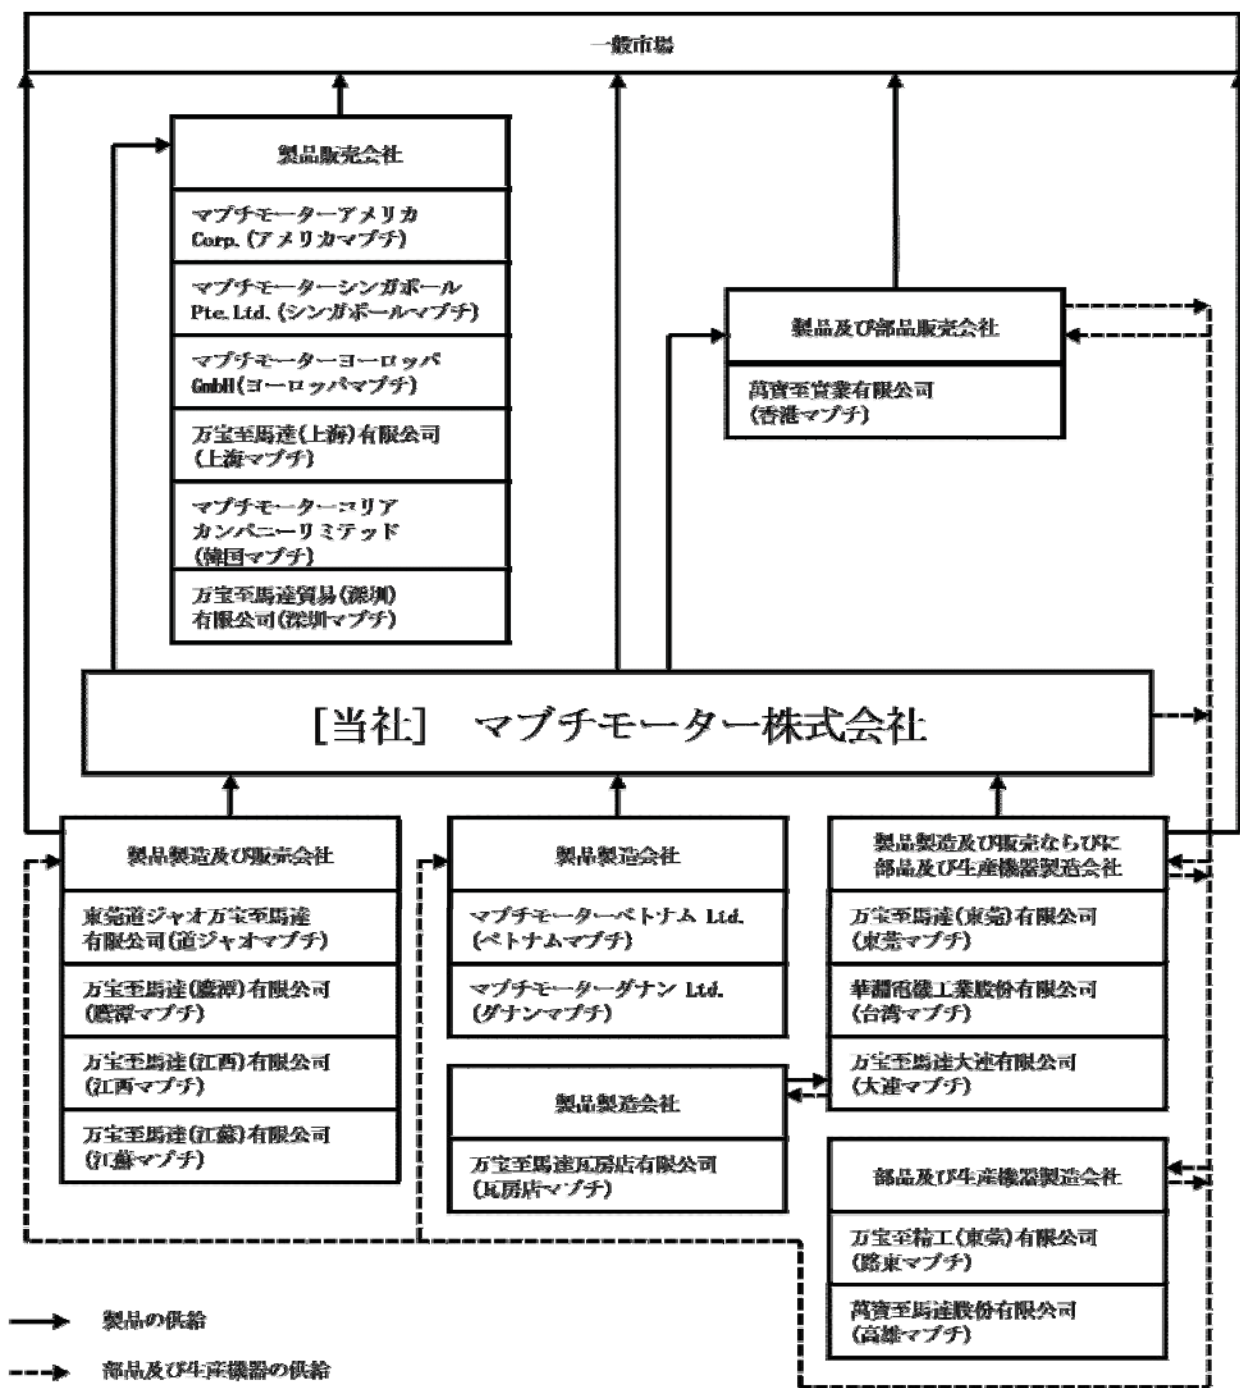 一般市場
製品販売会社
マブチモーターアメリカ
Corp.(アメリカマブチ)
マブチモーターシンガポール
Pte.Ltd.(シンガポールマブチ)
マブチモーターヨーロッパ
GmbH(ヨーロッパマブチ)
万宝至馬達(上海)有限公司
(上海マブチ)
マブチモーターコリア
カンパニーリミテッド
(韓国マブチ)
万宝至馬達貿易(深圳)
有限公司(深圳マブチ)
製品及び部品販売会社
萬寶至實業有限公司
(香港マブチ)
[当社] マブチモーター株式会社
製品製造及び販売会社
東莞道ジャオ万宝至馬達
有限公司(道ジャオマブチ)
万宝至馬達(鷹潭)有限公司
(鷹潭マブチ)
万宝至馬達(江西)有限公司
(江西マブチ)
万宝至馬達(江蘇)有限公司
(江蘇マブチ)
製品製造会社
マブチモーターベトナム Ltd.
(ベトナムマブチ)
マブチモーターダナン Ltd.
(ダナンマブチ)
製品製造会社
万宝至馬達瓦房店有限公司
(瓦房店マブチ)
製品製造及び販売ならびに
部品及び生産機器製造会社
万宝至馬達(東莞)有限公司
(東莞マブチ)
華淵電機工業股份有限公司
(台湾マブチ)
万宝至馬達大連有限公司
(大連マブチ)
部品及び生産機器製造会社
万宝至精工(東莞)有限公司
(路東マブチ)
萬寶至馬達股份有限公司
(高雄マブチ)
製品の供給
部品及び生産機器の供給